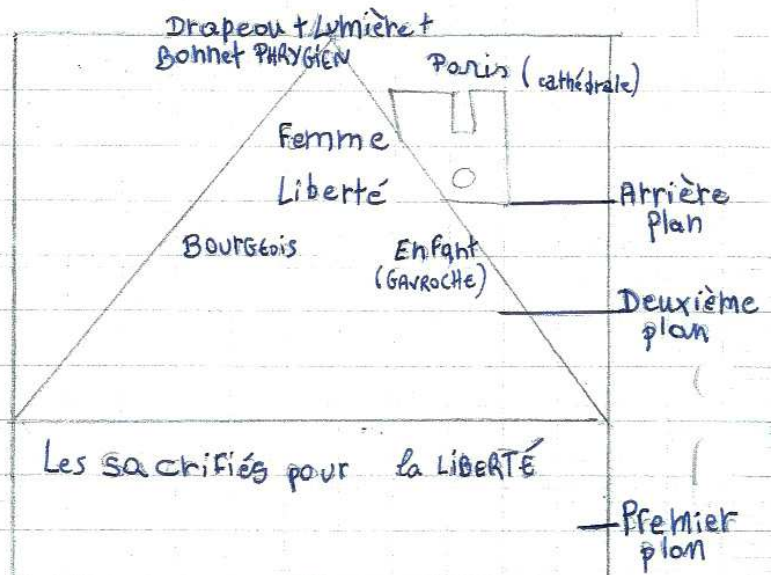 Drapeau + Lumière +
Bonnet PHRYGIEN
Paris (cathédrale)
Femme
Liberté
Arrière
plan
Bourgeois
Enfant
(GAVROCHE)
Deuxième
plan
Les sacrifiés pour la LIBERTÉ
Premier
plan